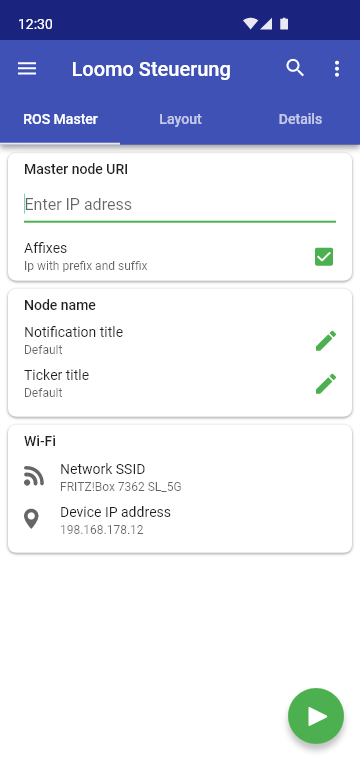 12:30
Loomo Steuerung
ROS Master
Layout
Details
Master node URI
Enter IP adress
Affixes
Ip with prefix and suffix
Node name
Notification title
Default
Ticker title
Default
Wi-Fi
Network SSID
FRITZ!Box 7362 SL_5G
Device IP address
198.168.178.12